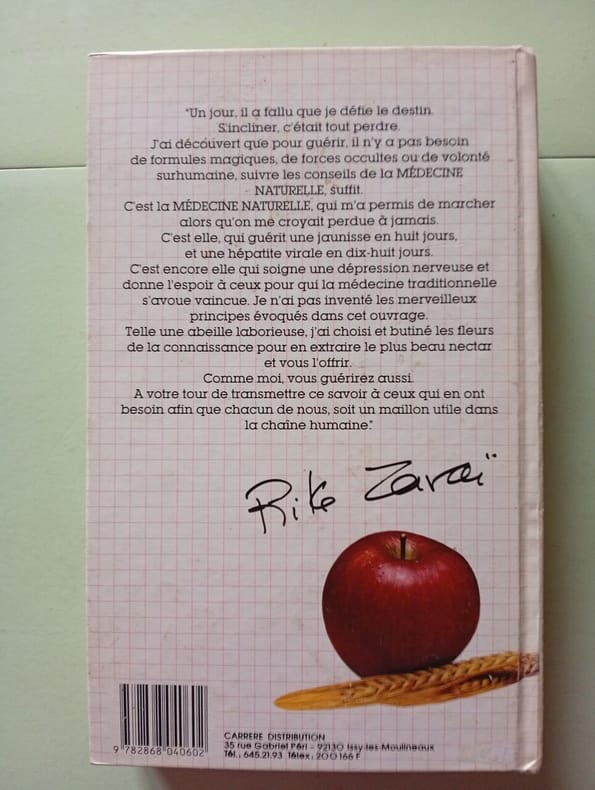 "Un jour, il a fallu que je défie le destin.
S'incliner, c'était tout perdre.
J'ai découvert que pour guérir, il n'y a pas besoin
de formules magiques, de forces occultes ou de volonté
surhumaine, suivre les conseils de la MÉDECINE
NATURELLE, suffit.
C'est la MÉDECINE NATURELLE, qui m'a permis de marcher
alors qu'on me croyait perdue à jamais.
C'est elle, qui guérit une jaunisse en huit jours,
et une hépatite virale en dix-huit jours.
C'est encore elle qui soigne une dépression nerveuse et
donne l'espoir à ceux pour qui la médecine traditionnelle
s'avoue vaincue. Je n'ai pas inventé les merveilleux
principes évoqués dans cet ouvrage.
Telle une abeille laborieuse, j'ai choisi et butiné les fleurs
de la connaissance pour en extraire le plus beau nectar
et vous l'offrir.
Comme moi, vous guérirez aussi.
A votre tour de transmettre ce savoir à ceux qui en ont
besoin afin que chacun de nous, soit un maillon utile dans
la chaîne humaine."
Rika Zaraï
9 782868 040602
CARRERE DISTRIBUTION
35 rue Gabriel Péri - 92130 Issy-les-Moulineaux
Tél.: 645.21.93 Télex: 200166 F